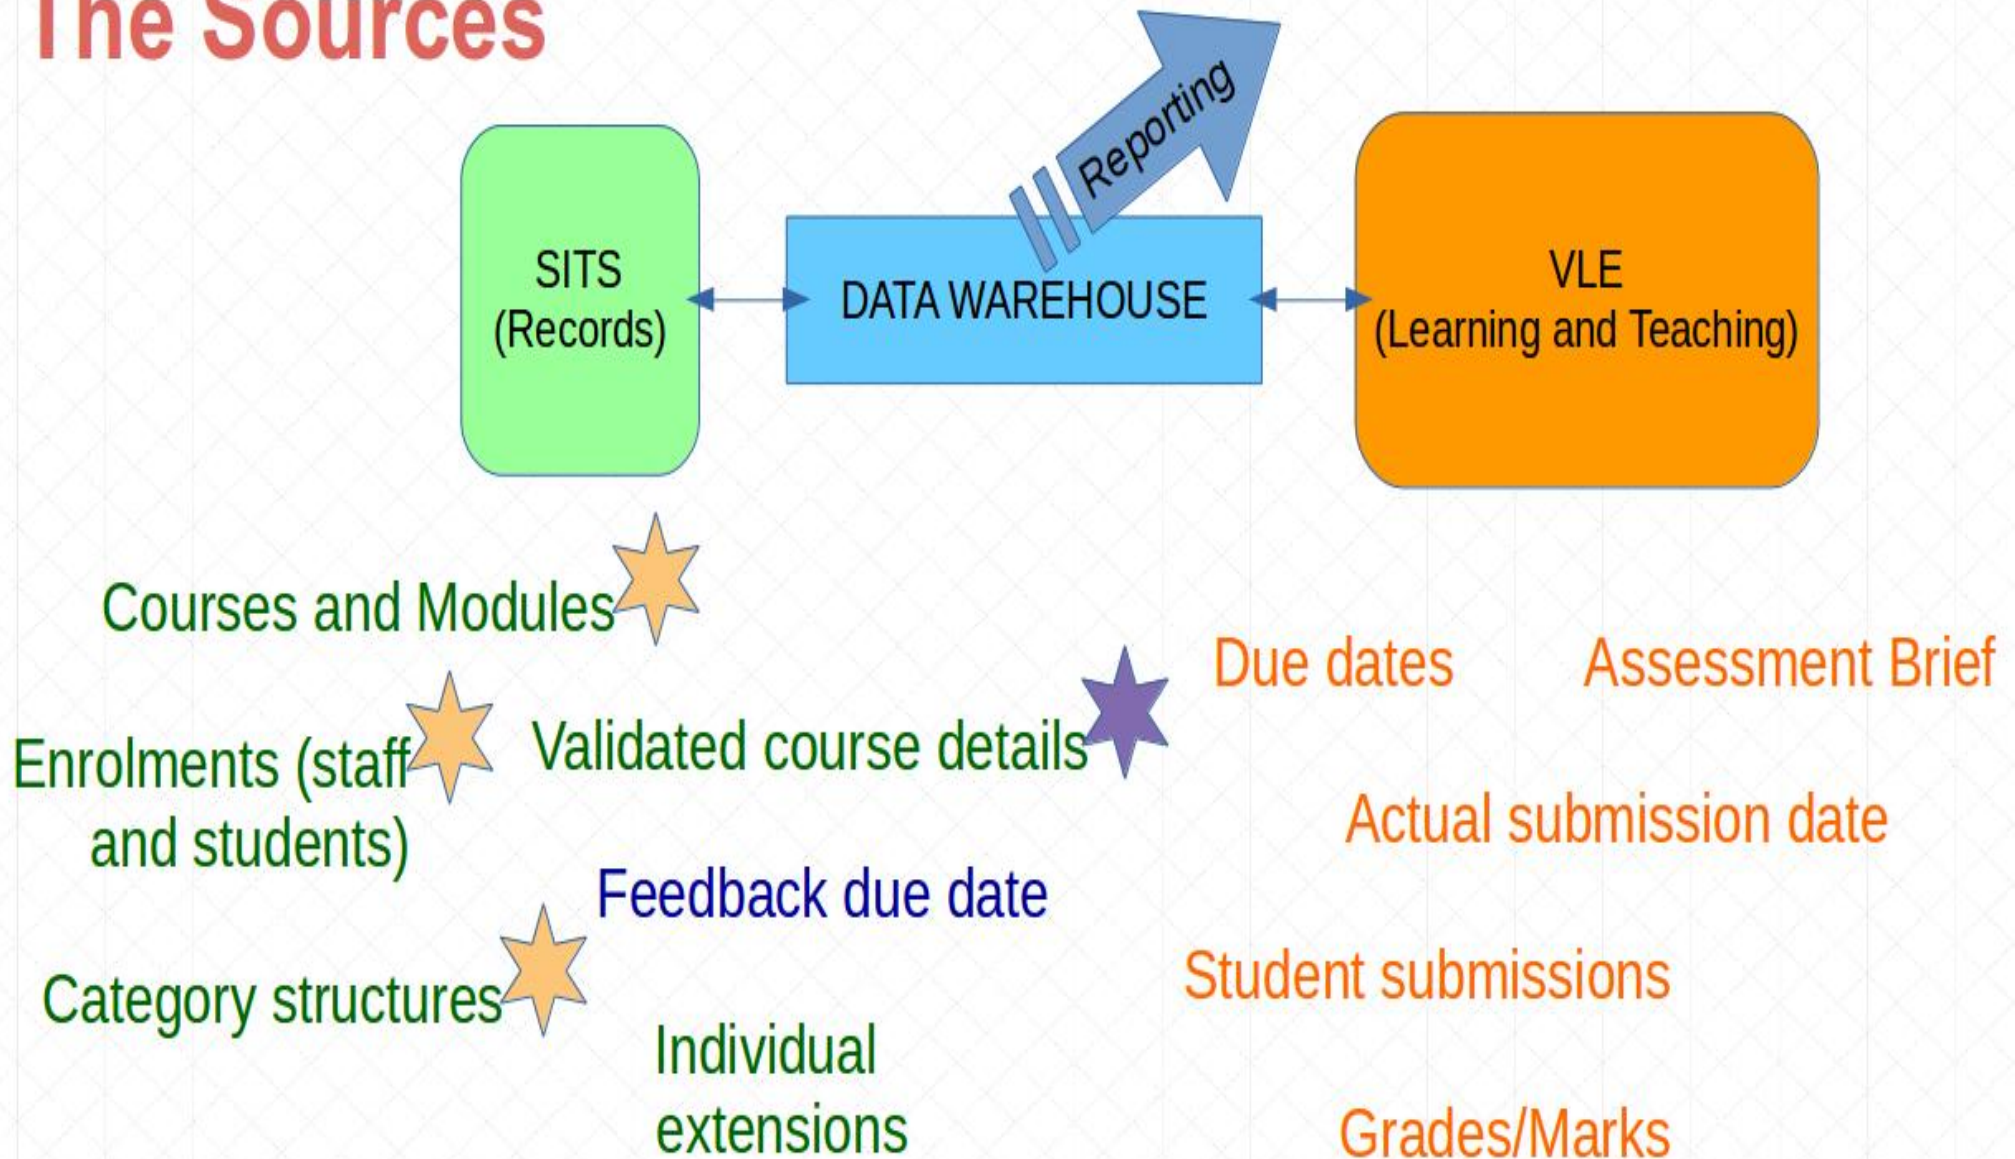 The Sources
Reporting
SITS
(Records)
DATA WAREHOUSE
VLE
(Learning and Teaching)
Courses and Modules
Due dates
Assessment Brief
Enrolments (staff
and students)
Validated course details
Actual submission date
Feedback due date
Category structures
Student submissions
Individual
extensions
Grades/Marks